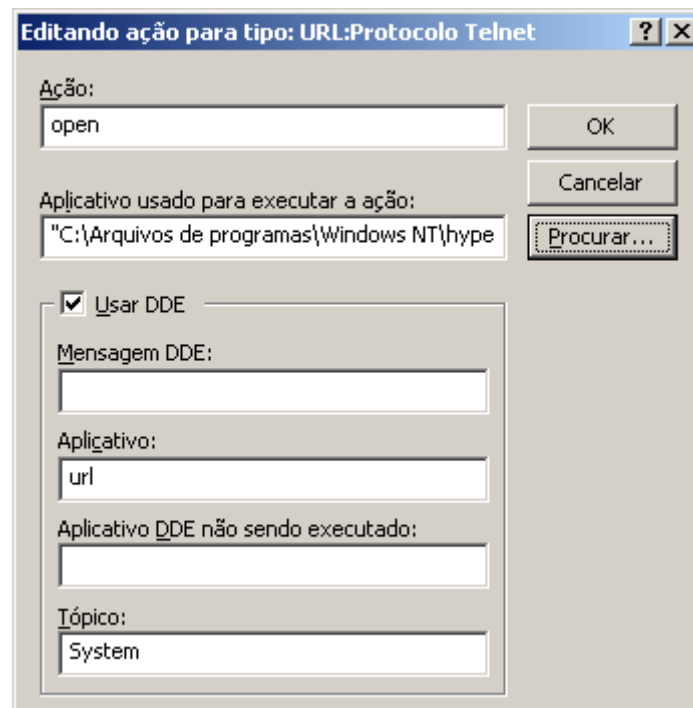 Editando ação para tipo: URL:Protocolo Telnet
Ação:
open
OK
Cancelar
Aplicativo usado para executar a ação:
"C:\Arquivos de programas\Windows NT\hype
Procurar...
Usar DDE
Mensagem DDE:
Aplicativo:
url
Aplicativo DDE não sendo executado:
Tópico:
System